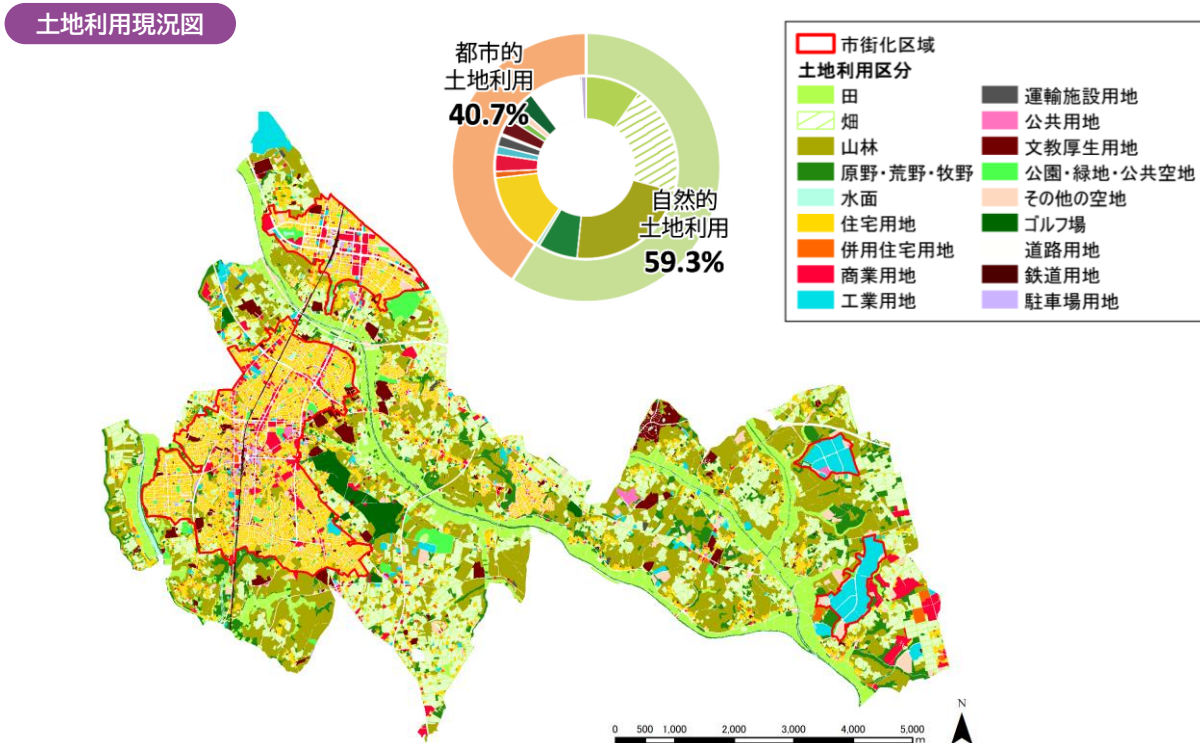 土地利用現況図
都市的
土地利用
40.7%
自然的
土地利用
59.3%
市街化区域
土地利用区分
田
畑
山林
原野・荒野・牧野
水面
住宅用地
併用住宅用地
商業用地
工業用地
運輸施設用地
公共用地
文教厚生用地
公園・緑地・公共空地
その他の空地
ゴルフ場
道路用地
鉄道用地
駐車場用地
0 500 1,000 2,000 3,000 4,000 5,000
m
N